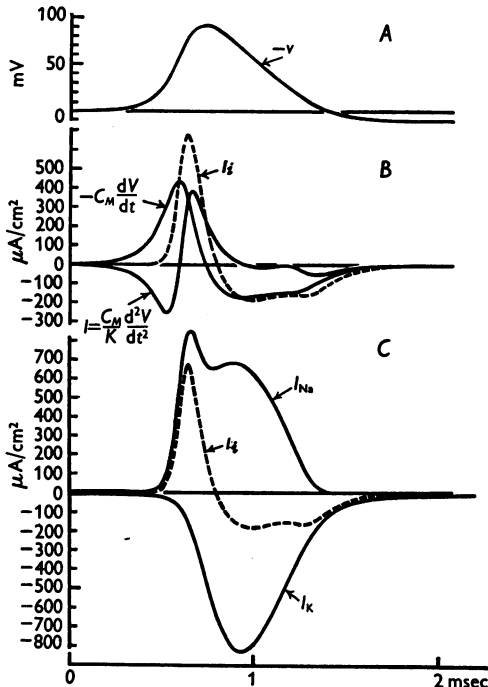 A
100
50
0
mV
−v
B
500
400
300
200
100
0
−100
−200
−300
μA/cm²
I_i
−C_M dV/dt
I = C_M/K d²V/dt²
C
700
600
500
400
300
200
100
0
−100
−200
−300
−400
−500
−600
−700
−800
μA/cm²
I_Na
I_i
I_K
0 1 2 msec